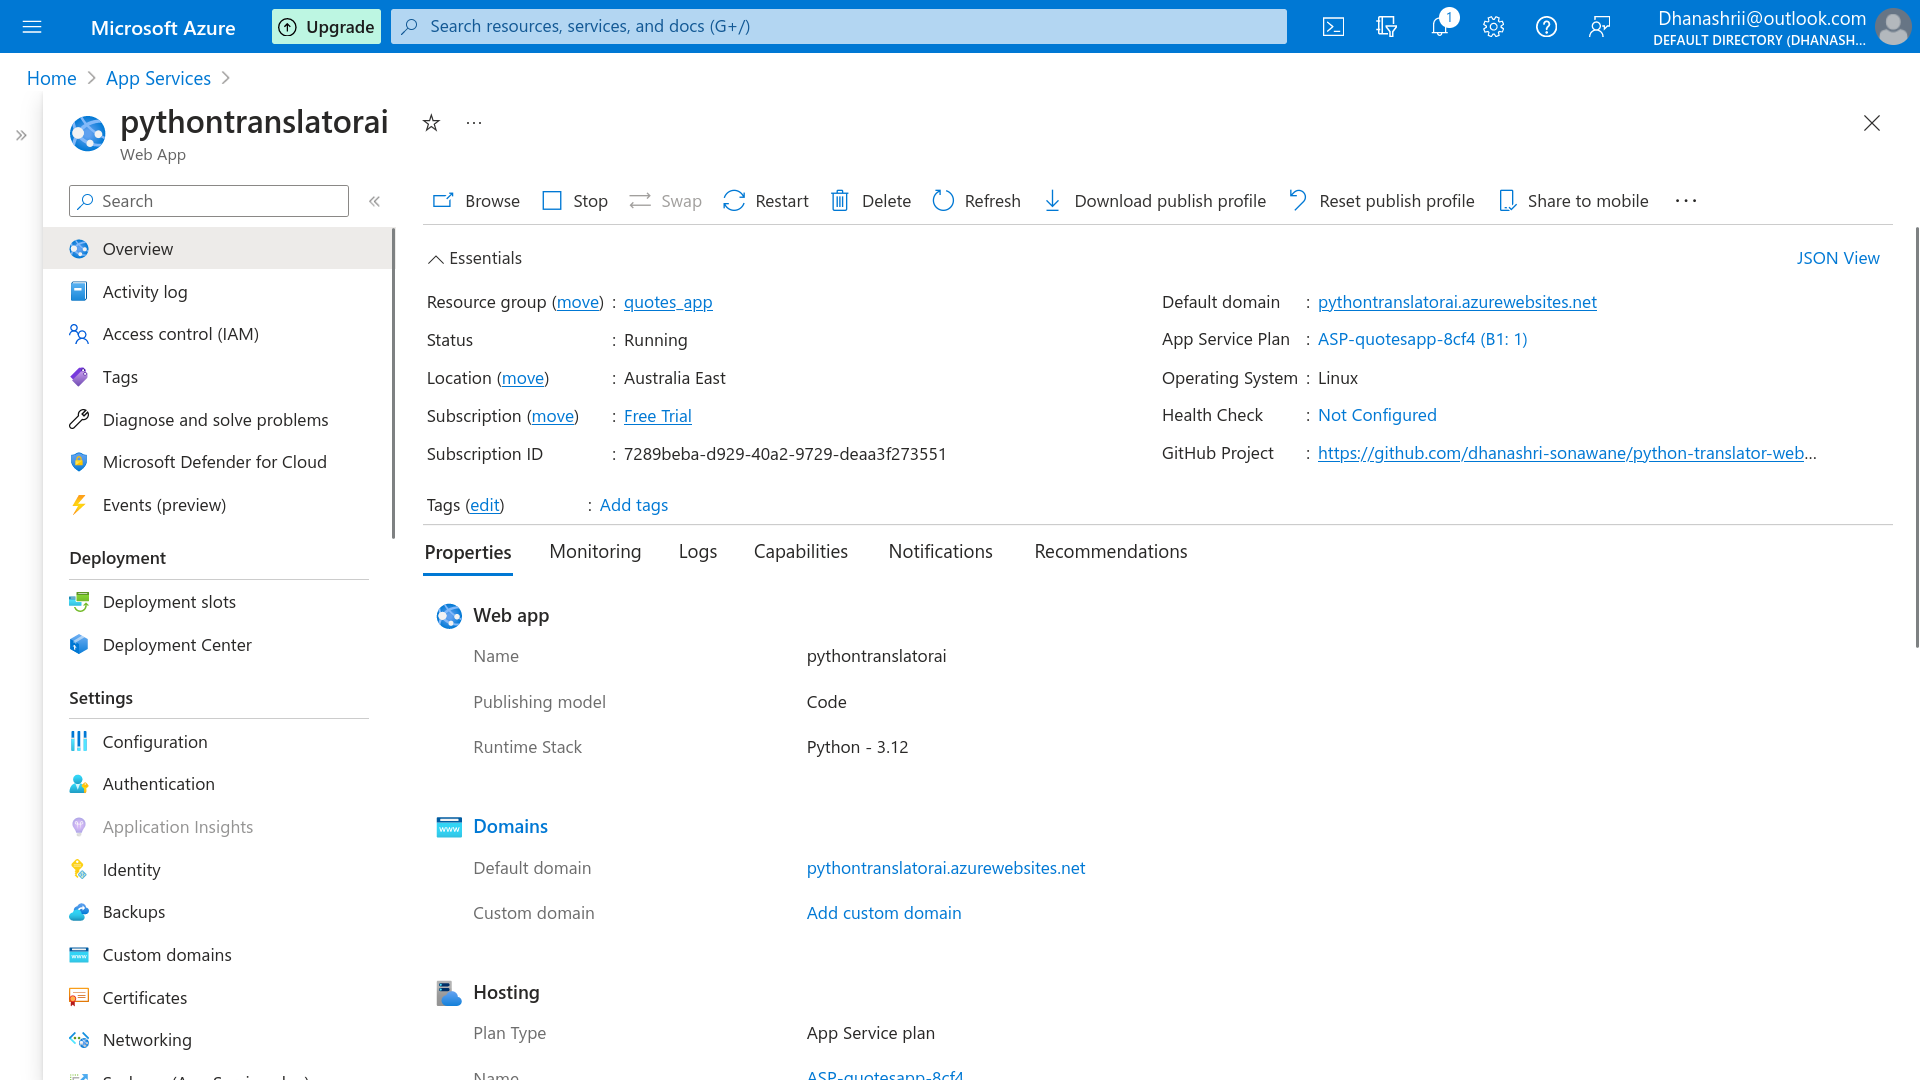 Microsoft Azure
Upgrade
Search resources, services, and docs (G+/)
1
Dhanashrii@outlook.com
DEFAULT DIRECTORY (DHANASH...
Home > App Services >
pythontranslatorai
Web App
Search
Browse
Stop
Swap
Restart
Delete
Refresh
Download publish profile
Reset publish profile
Share to mobile
Overview
Activity log
Access control (IAM)
Tags
Diagnose and solve problems
Microsoft Defender for Cloud
Events (preview)
Deployment
Deployment slots
Deployment Center
Settings
Configuration
Authentication
Application Insights
Identity
Backups
Custom domains
Certificates
Networking
Essentials
JSON View
Resource group (move) : quotes_app
Status : Running
Location (move) : Australia East
Subscription (move) : Free Trial
Subscription ID : 7289beba-d929-40a2-9729-deaa3f273551
Default domain : pythontranslatorai.azurewebsites.net
App Service Plan : ASP-quotesapp-8cf4 (B1: 1)
Operating System : Linux
Health Check : Not Configured
GitHub Project : https://github.com/dhanashri-sonawane/python-translator-web...
Tags (edit) : Add tags
Properties
Monitoring
Logs
Capabilities
Notifications
Recommendations
Web app
Name pythontranslatorai
Publishing model Code
Runtime Stack Python - 3.12
Domains
Default domain pythontranslatorai.azurewebsites.net
Custom domain Add custom domain
Hosting
Plan Type App Service plan
Name ASP-quotesapp-8cf4